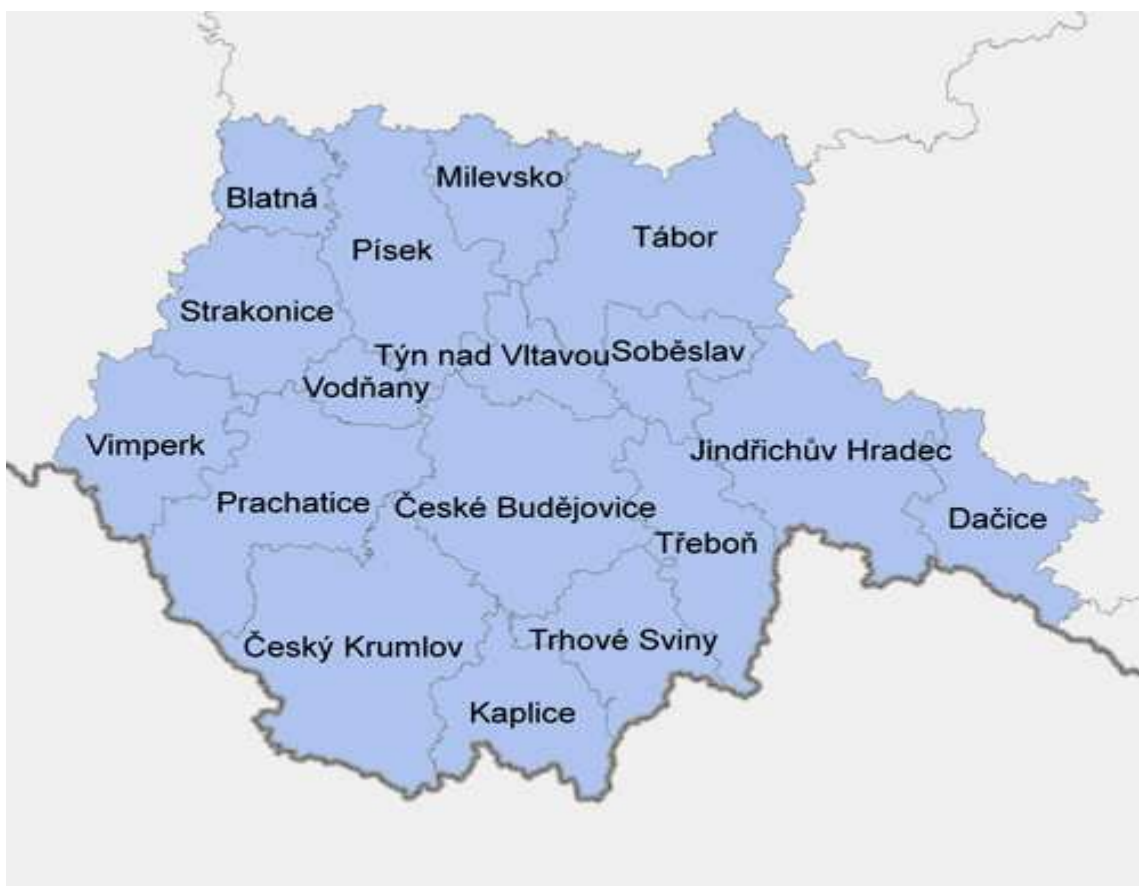 Milevsko
Blatná
Tábor
Písek
Strakonice
Týn nad Vltavou
Soběslav
Vodňany
Vimperk
Jindřichův Hradec
Prachatice
České Budějovice
Dačice
Třeboň
Český Krumlov
Trhové Sviny
Kaplice